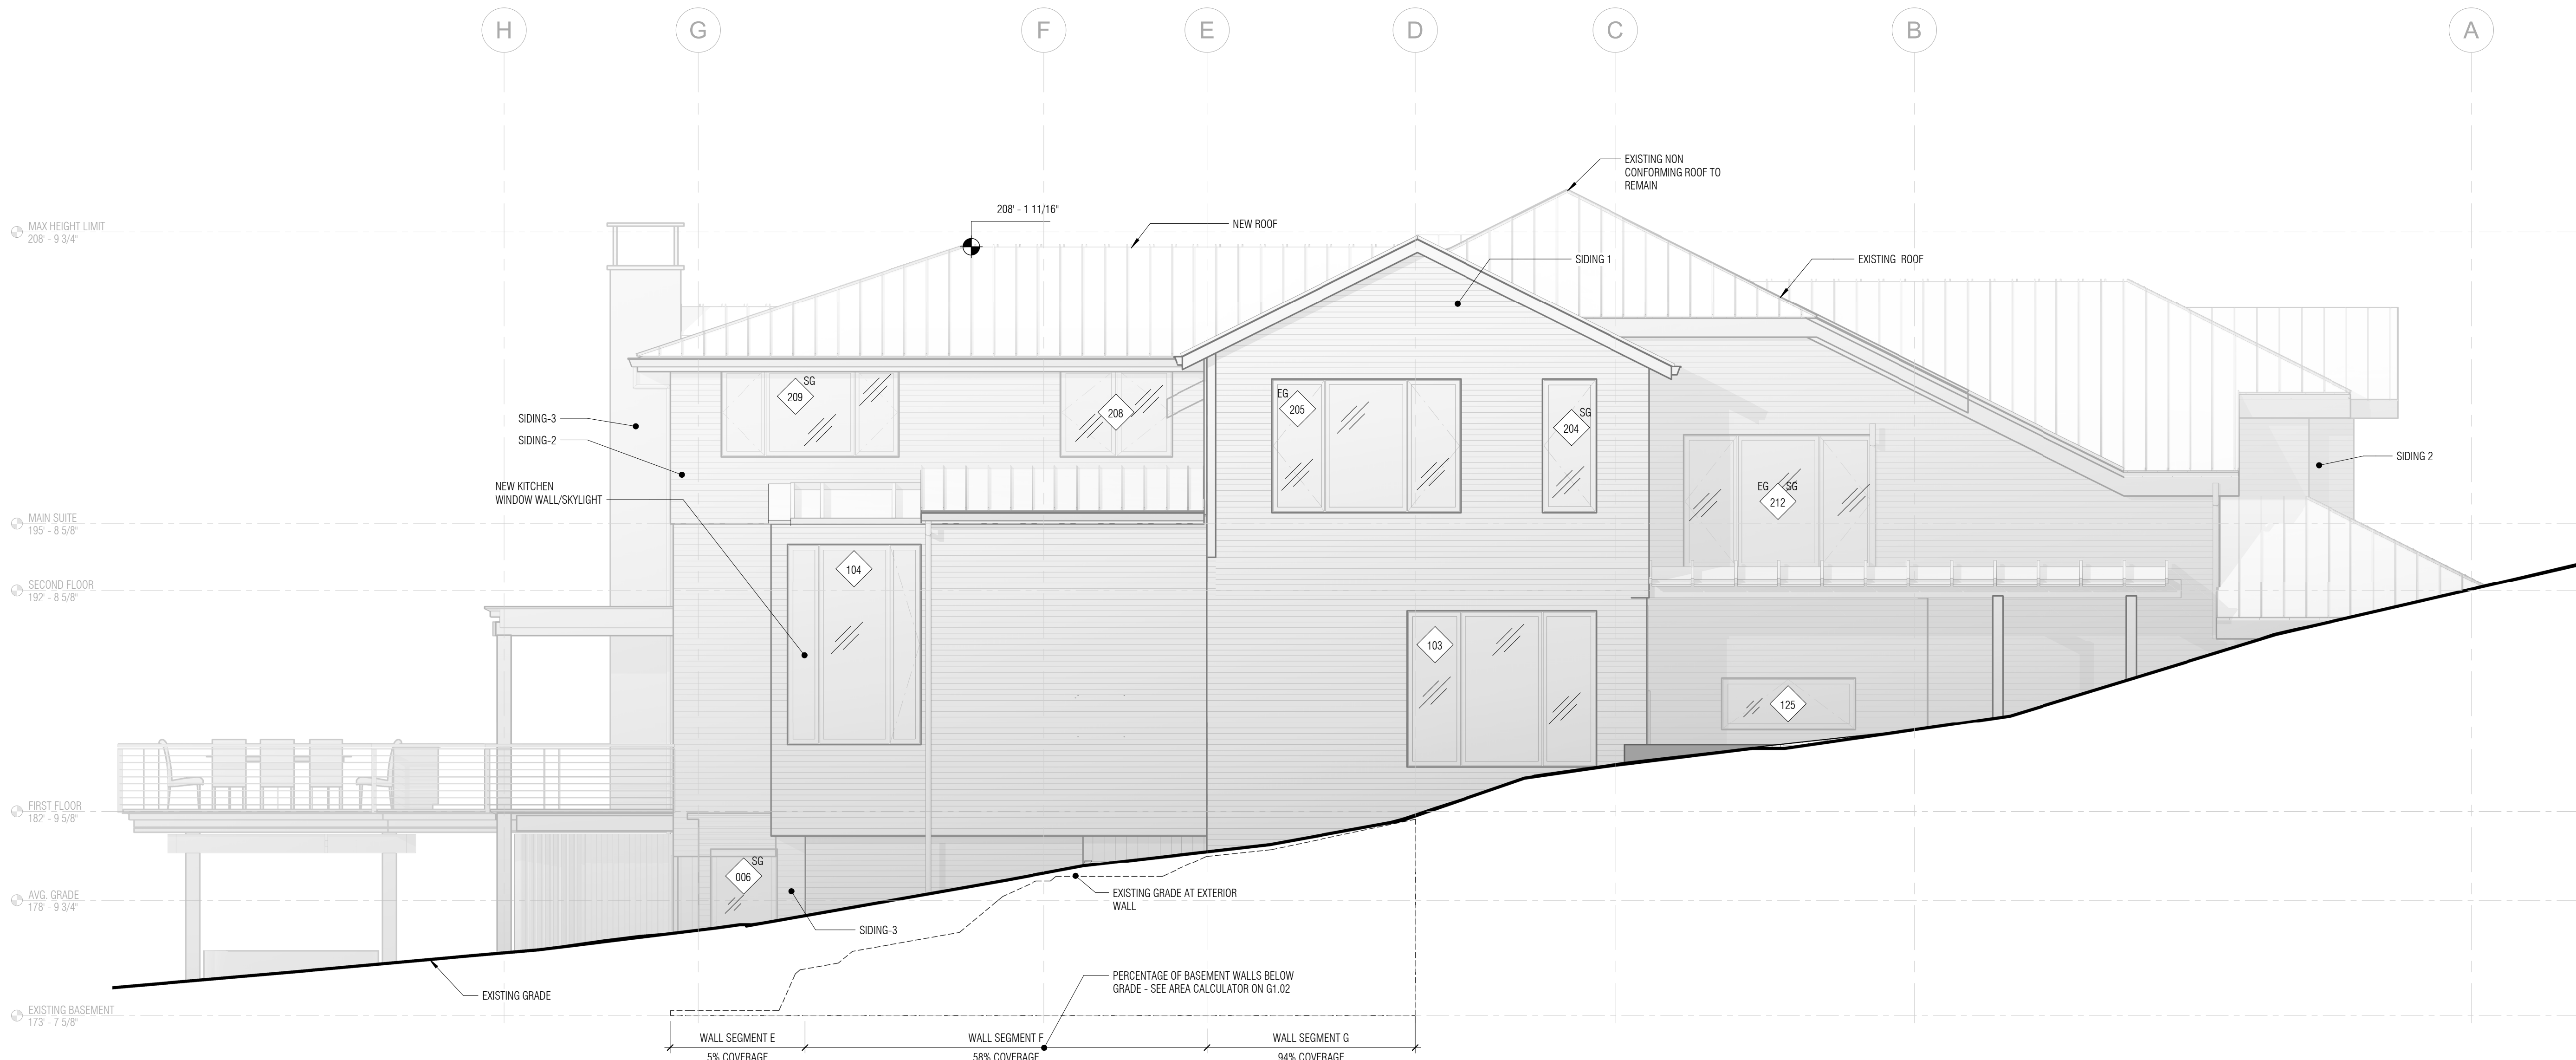 H
G
F
E
D
C
B
A
EXISTING NON
CONFORMING ROOF TO
REMAIN
208' - 1 11/16"
NEW ROOF
MAX HEIGHT LIMIT
208' - 9 3/4"
SIDING 1
EXISTING ROOF
SG
209
208
EG
205
SG
204
SIDING-3
SIDING-2
SIDING 2
NEW KITCHEN
WINDOW WALL/SKYLIGHT
EG
SG
212
MAIN SUITE
195' - 8 5/8"
104
SECOND FLOOR
192' - 8 5/8"
103
125
FIRST FLOOR
182' - 9 5/8"
SG
006
AVG. GRADE
178' - 9 3/4"
EXISTING GRADE AT EXTERIOR
WALL
SIDING-3
PERCENTAGE OF BASEMENT WALLS BELOW
GRADE - SEE AREA CALCULATOR ON G1.02
EXISTING GRADE
EXISTING BASEMENT
173' - 7 5/8"
WALL SEGMENT E
5% COVERAGE
WALL SEGMENT F
58% COVERAGE
WALL SEGMENT G
94% COVERAGE